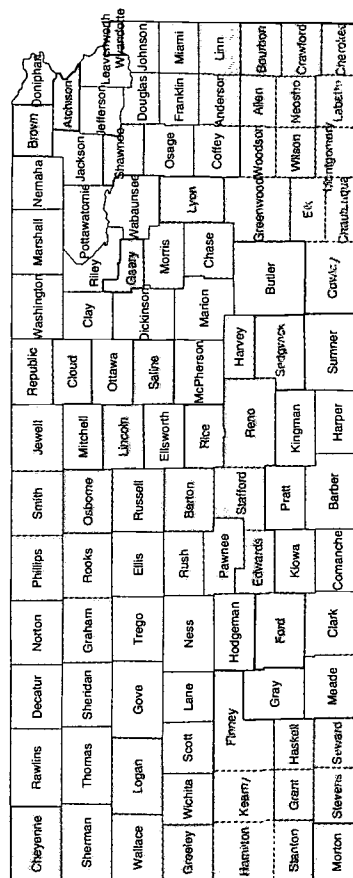 Cheyenne
Rawlins
Decatur
Norton
Phillips
Smith
Jewell
Republic
Washington
Marshall
Nemaha
Brown
Doniphan
Sherman
Thomas
Sheridan
Graham
Rooks
Osborne
Mitchell
Cloud
Clay
Riley
Pottawatomie
Jackson
Atchison
Jefferson
Leavenworth
Wyandotte
Wallace
Logan
Gove
Trego
Ellis
Russell
Lincoln
Ottawa
Saline
Dickinson
Geary
Wabaunsee
Shawnee
Douglas
Johnson
Greeley
Wichita
Scott
Lane
Ness
Rush
Barton
Ellsworth
Rice
McPherson
Marion
Morris
Chase
Lyon
Osage
Coffey
Franklin
Anderson
Miami
Linn
Hamilton
Kearny
Finney
Hodgeman
Pawnee
Edwards
Stafford
Reno
Harvey
Sedgwick
Butler
Greenwood
Woodson
Allen
Bourbon
Stanton
Grant
Haskell
Gray
Ford
Kiowa
Pratt
Kingman
Elk
Wilson
Neosho
Crawford
Morton
Stevens
Seward
Meade
Clark
Comanche
Barber
Harper
Sumner
Cowley
Chautauqua
Montgomery
Labette
Cherokee